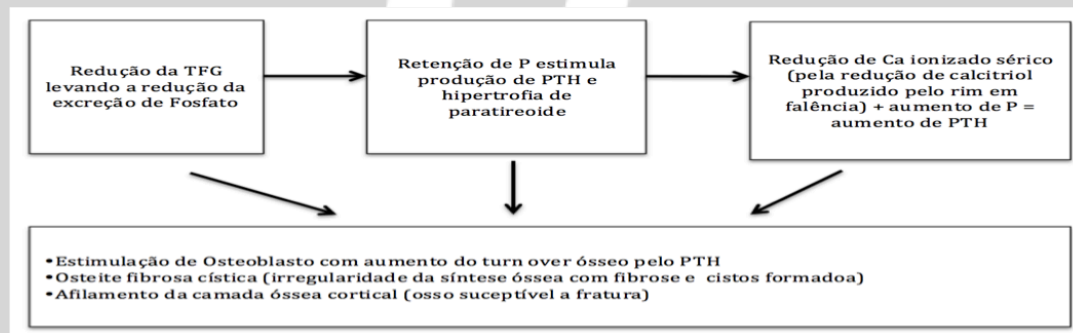 Redução da TFG
levando a redução da
excreção de Fosfato
Retenção de P estimula
produção de PTH e
hipertrofia de
paratireoide
Redução de Ca ionizado sérico
(pela redução de calcitriol
produzido pelo rim em
falência) + aumento de P =
aumento de PTH
•Estimulação de Osteoblasto com aumento do turn over ósseo pelo PTH
•Osteite fibrosa cística (irregularidade da síntese óssea com fibrose e cistos formadoa)
•Afilamento da camada óssea cortical (osso suceptível a fratura)